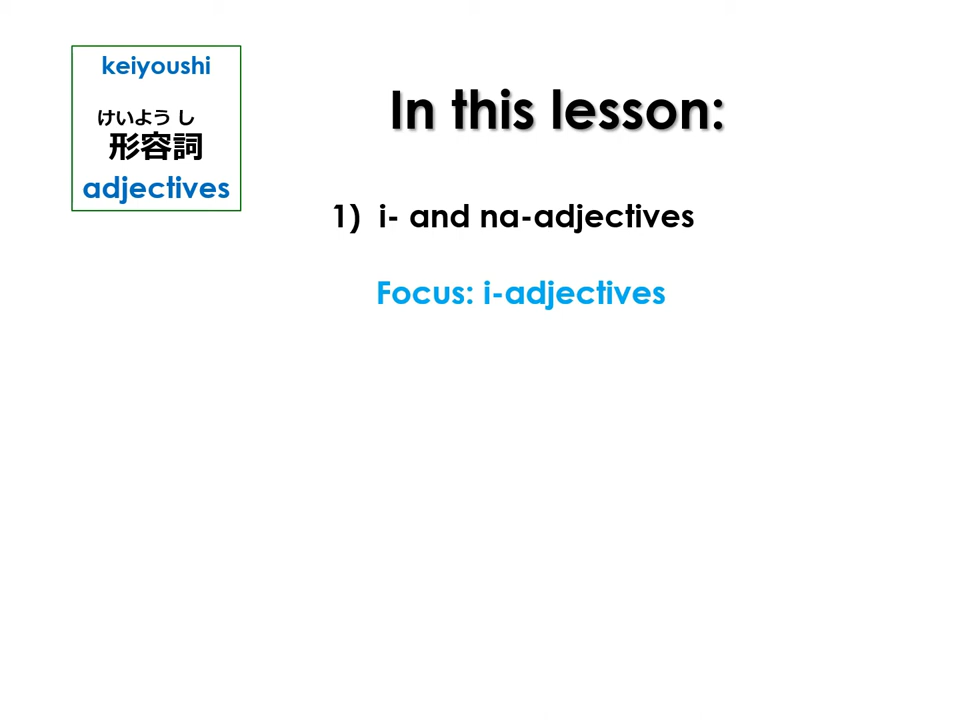 keiyoushi
けいよう し
形容詞
adjectives
In this lesson:
1) i- and na-adjectives
Focus: i-adjectives